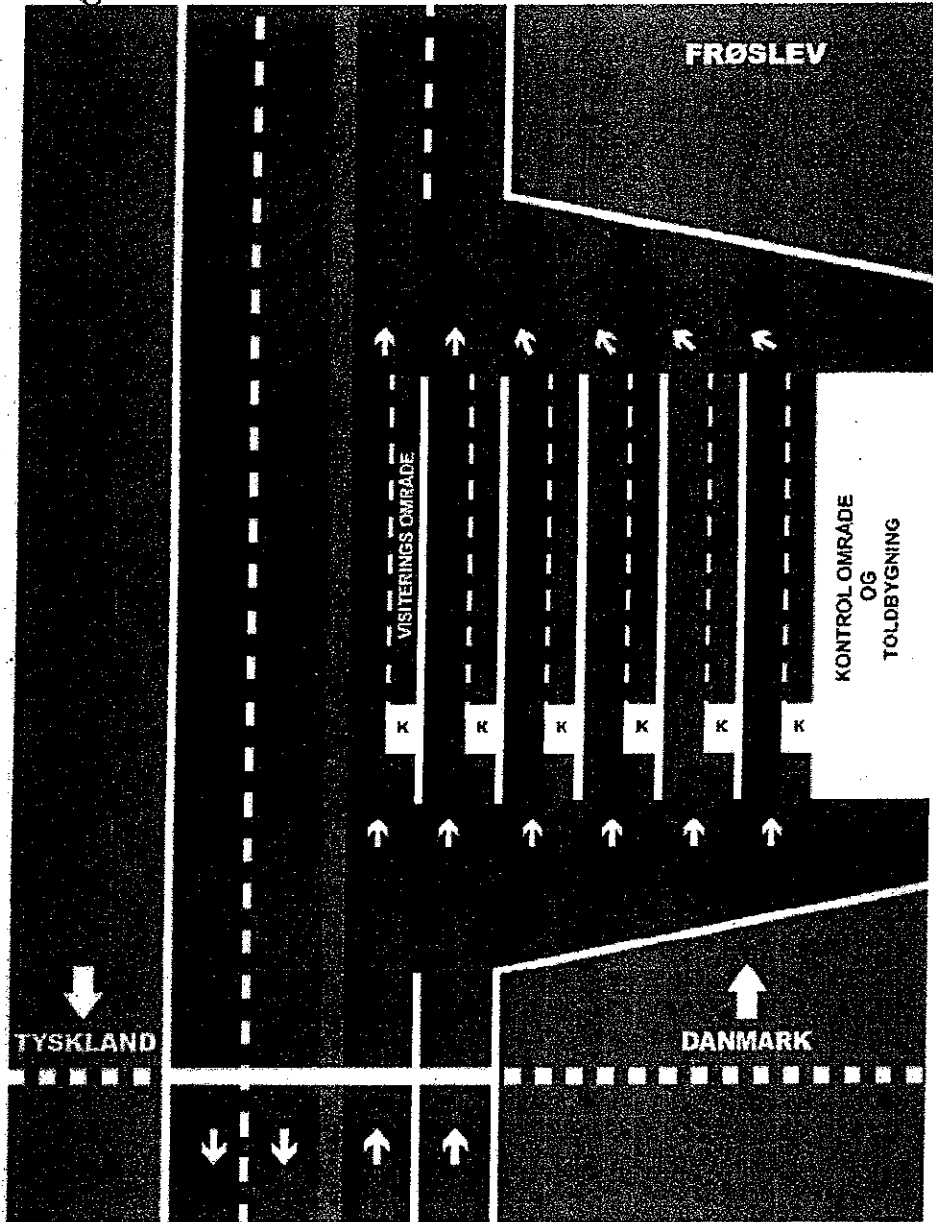 FRØSLEV
VISITERINGS OMRÅDE
KONTROL OMRÅDE
OG
TOLDBYGNING
K
K
K
K
K
K
TYSKLAND
DANMARK